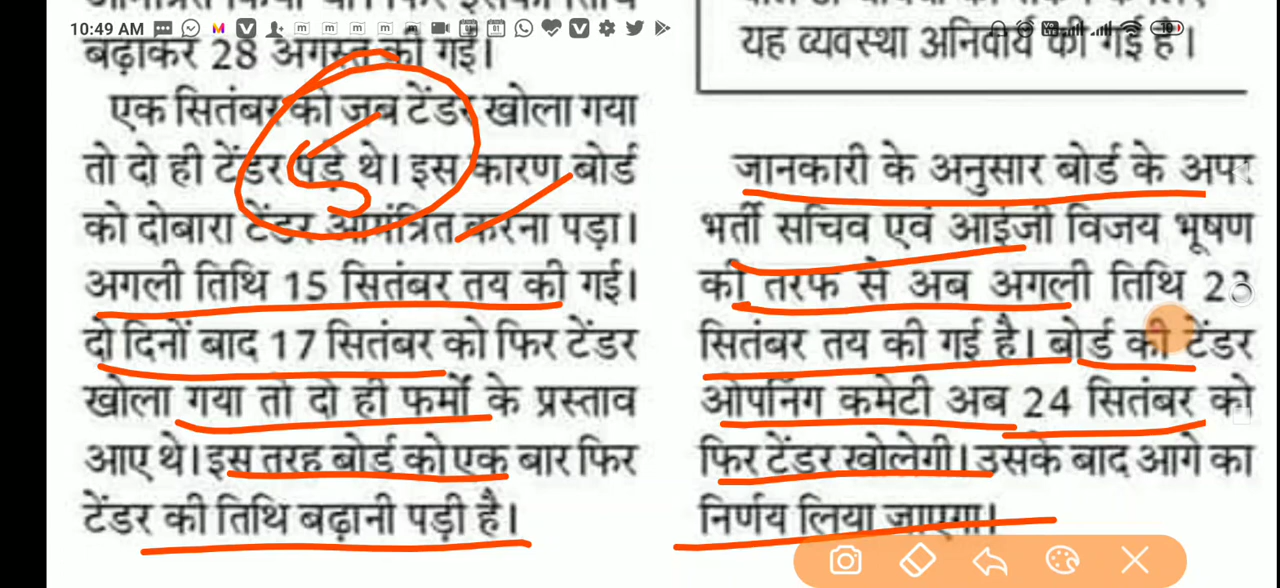 10:49 AM
बढ़ाकर 28 अगस्त की गई।
एक सितंबर को जब टेंडर खोला गया
तो दो ही टेंडर पड़े थे। इस कारण बोर्ड
को दोबारा टेंडर आमंत्रित करना पड़ा।
अगली तिथि 15 सितंबर तय की गई।
दो दिनों बाद 17 सितंबर को फिर टेंडर
खोला गया तो दो ही फर्मों के प्रस्ताव
आए थे। इस तरह बोर्ड को एक बार फिर
टेंडर की तिथि बढ़ानी पड़ी है।
यह व्यवस्था अनिवार्य की गई है।
जानकारी के अनुसार बोर्ड के अपर
भर्ती सचिव एवं आईजी विजय भूषण
की तरफ से अब अगली तिथि 23
सितंबर तय की गई है। बोर्ड की टेंडर
ओपनिंग कमेटी अब 24 सितंबर को
फिर टेंडर खोलेगी। उसके बाद आगे का
निर्णय लिया जाएगा।